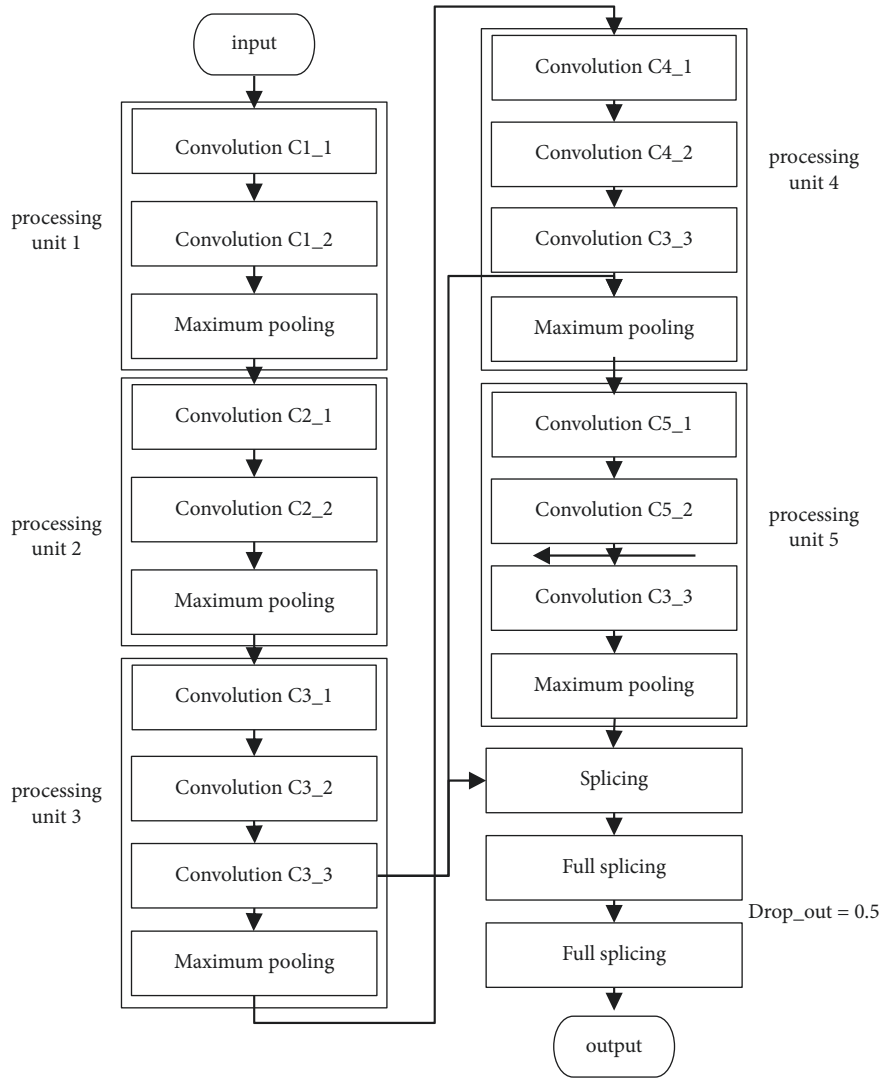 input
processing
unit 1
Convolution C1_1
Convolution C1_2
Maximum pooling
processing
unit 2
Convolution C2_1
Convolution C2_2
Maximum pooling
processing
unit 3
Convolution C3_1
Convolution C3_2
Convolution C3_3
Maximum pooling
Convolution C4_1
Convolution C4_2
Convolution C3_3
Maximum pooling
processing
unit 4
Convolution C5_1
Convolution C5_2
Convolution C3_3
Maximum pooling
processing
unit 5
Splicing
Full splicing
Drop_out = 0.5
Full splicing
output